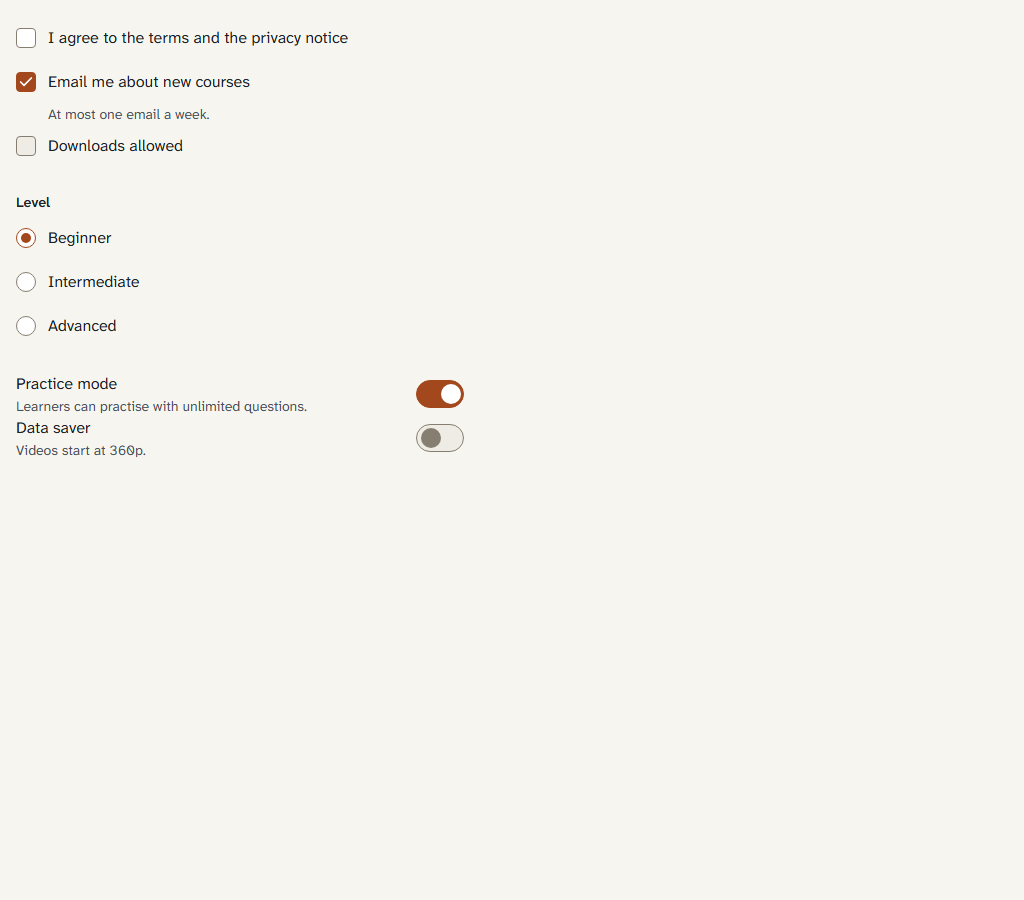 I agree to the terms and the privacy notice
Email me about new courses
At most one email a week.
Downloads allowed
Level
Beginner
Intermediate
Advanced
Practice mode
Learners can practise with unlimited questions.
Data saver
Videos start at 360p.